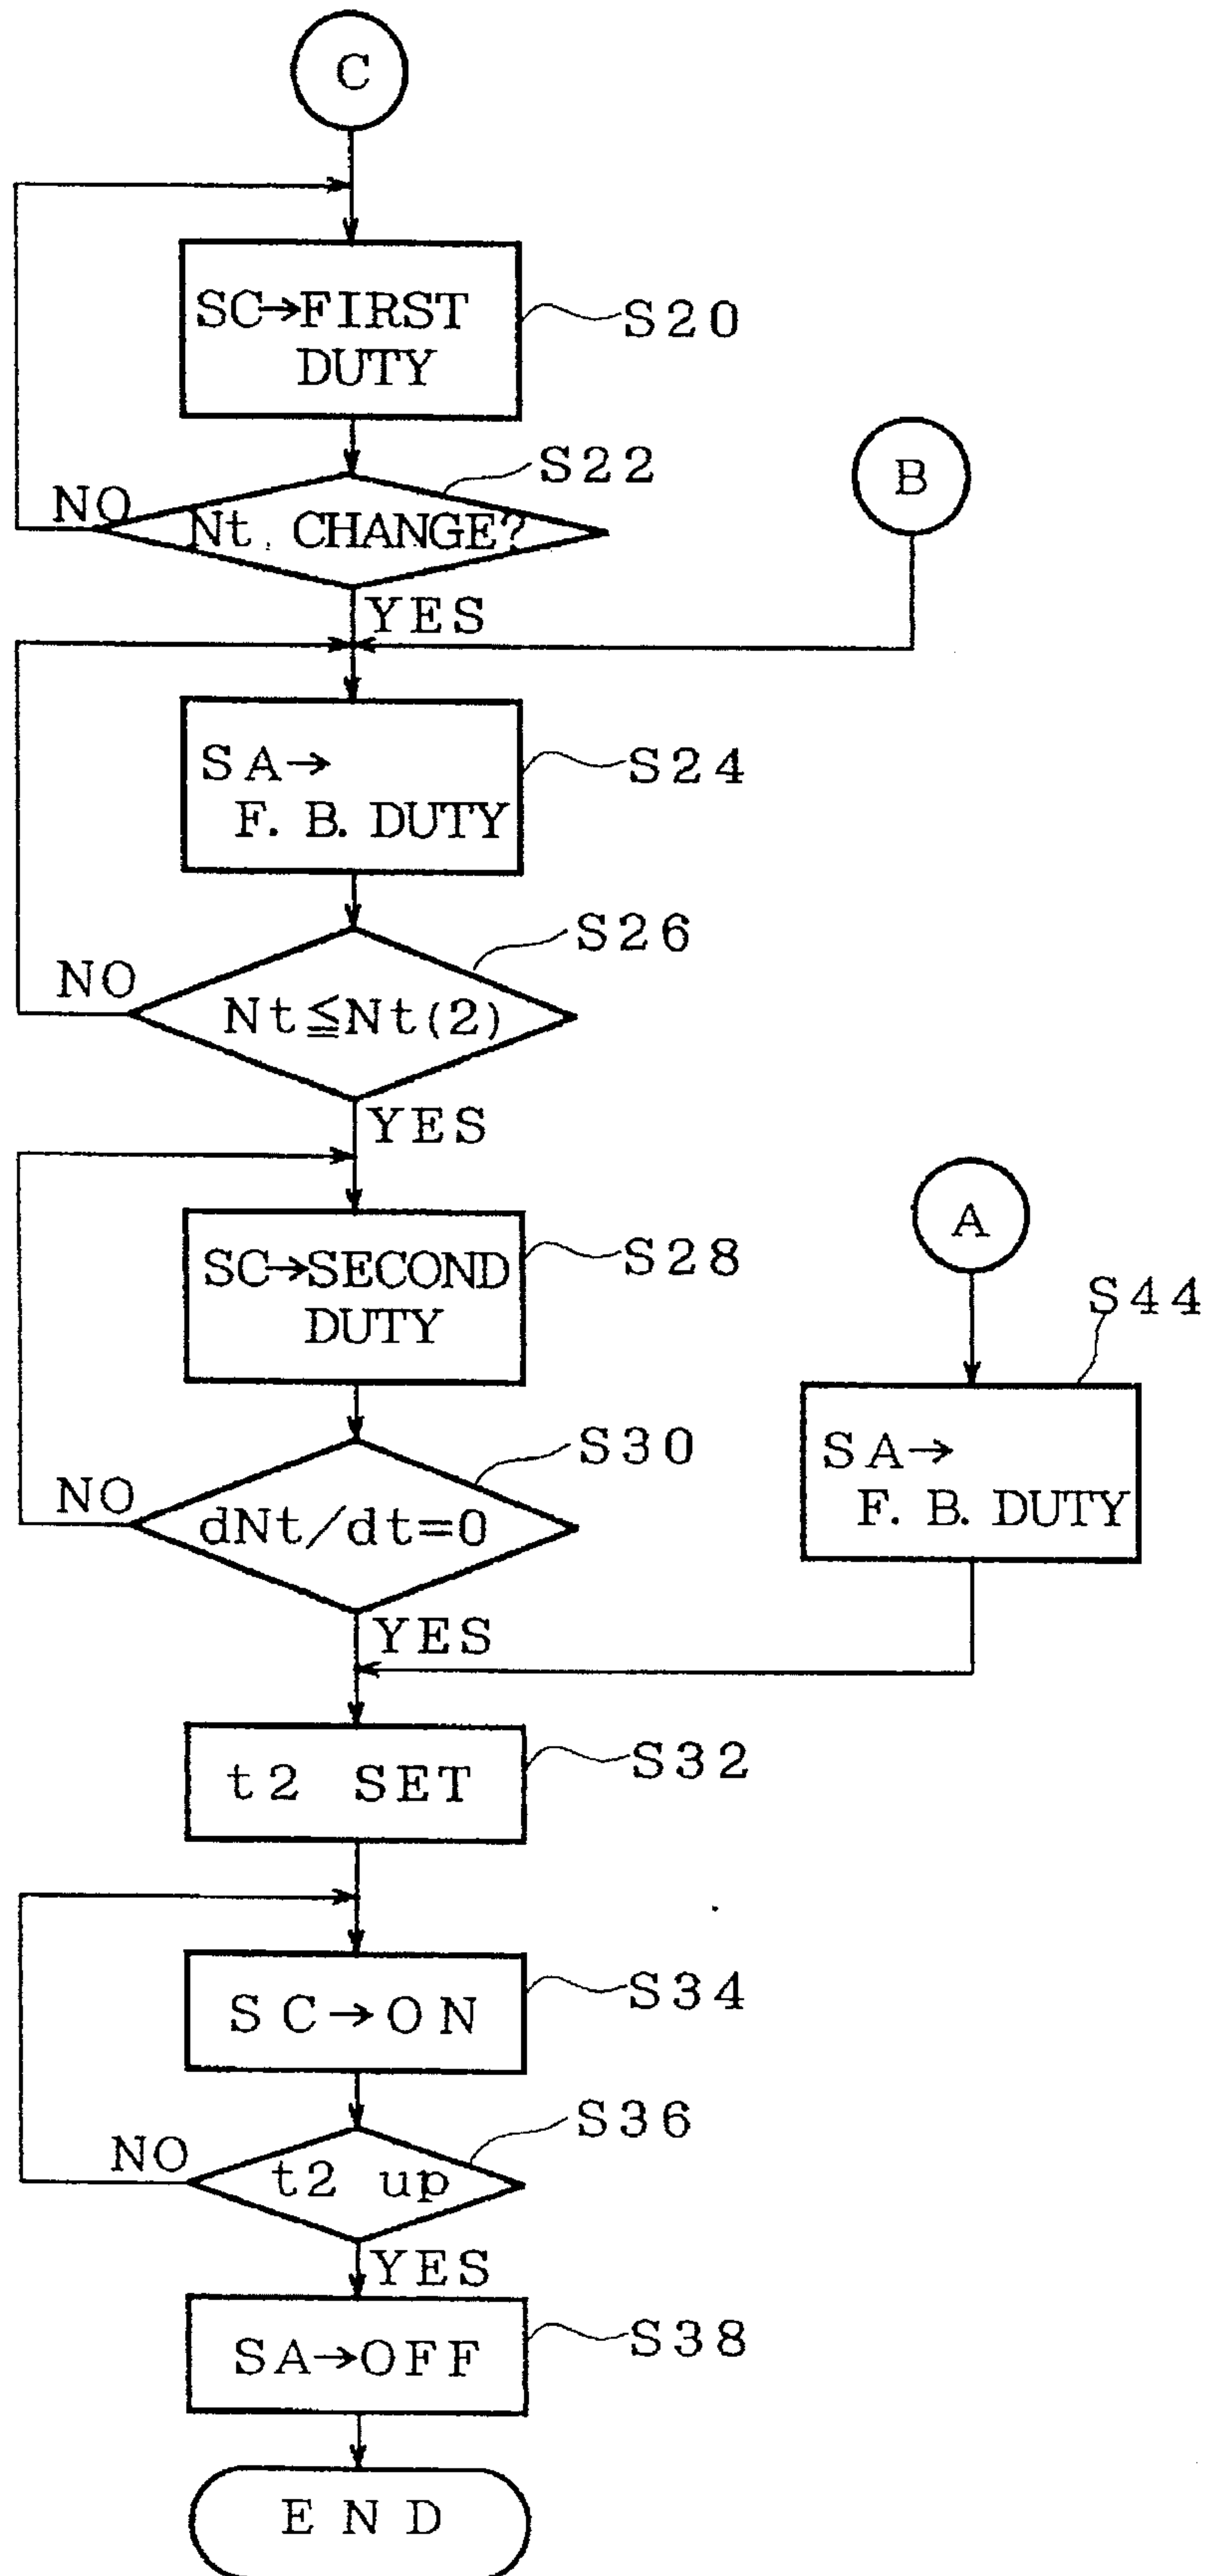 C
SC→FIRST
DUTY
S20
S22
NO
Nt CHANGE?
B
YES
SA→
F. B. DUTY
S24
S26
NO
Nt≦Nt(2)
YES
SC→SECOND
DUTY
S28
A
S44
S30
NO
dNt/dt=0
SA→
F. B. DUTY
YES
t2 SET
S32
SC→ON
S34
S36
NO
t2 up
YES
SA→OFF
S38
END